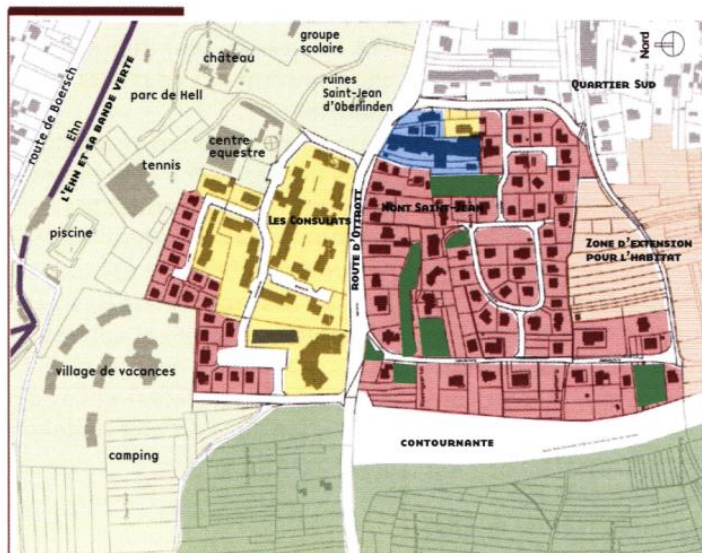 groupe
scolaire
château
Nord
route de Boersch
Ehn
L'EHN ET SA BANDE VERTE
parc de Hell
ruines
Saint-Jean
d'Oberlinden
QUARTIER SUD
centre
equestre
tennis
LES CONSULATS
ROUTE D'OTTROTT
MONT SAINT-JEAN
piscine
ZONE D'EXTENSION
POUR L'HABITAT
village de vacances
CONTOURNANTE
camping